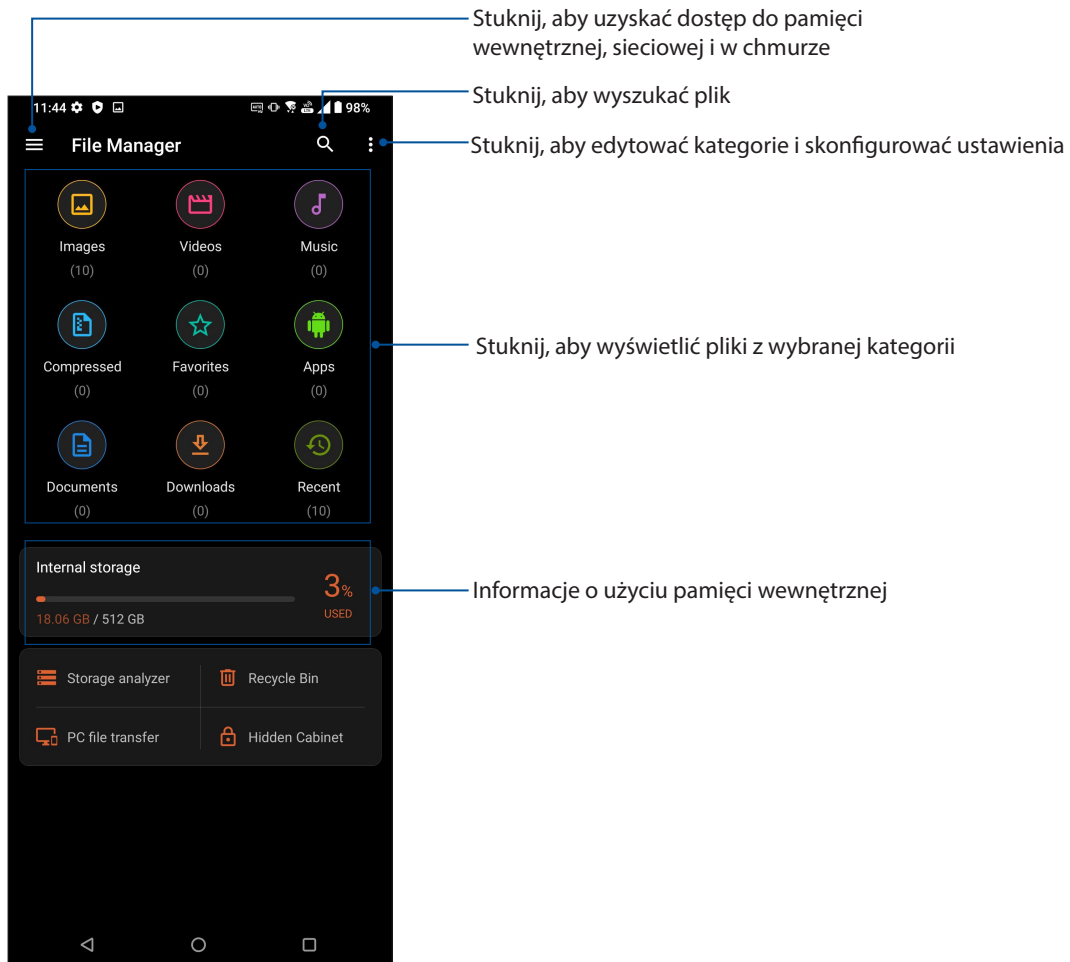 Stuknij, aby uzyskać dostęp do pamięci
wewnętrznej, sieciowej i w chmurze
Stuknij, aby wyszukać plik
Stuknij, aby edytować kategorie i skonfigurować ustawienia
11:44 98%
File Manager
Images Videos Music
(10) (0) (0)
Compressed Favorites Apps
(0) (0) (0)
Stuknij, aby wyświetlić pliki z wybranej kategorii
Documents Downloads Recent
(0) (0) (10)
Internal storage
3%
18.06 GB / 512 GB USED
Informacje o użyciu pamięci wewnętrznej
Storage analyzer Recycle Bin
PC file transfer Hidden Cabinet